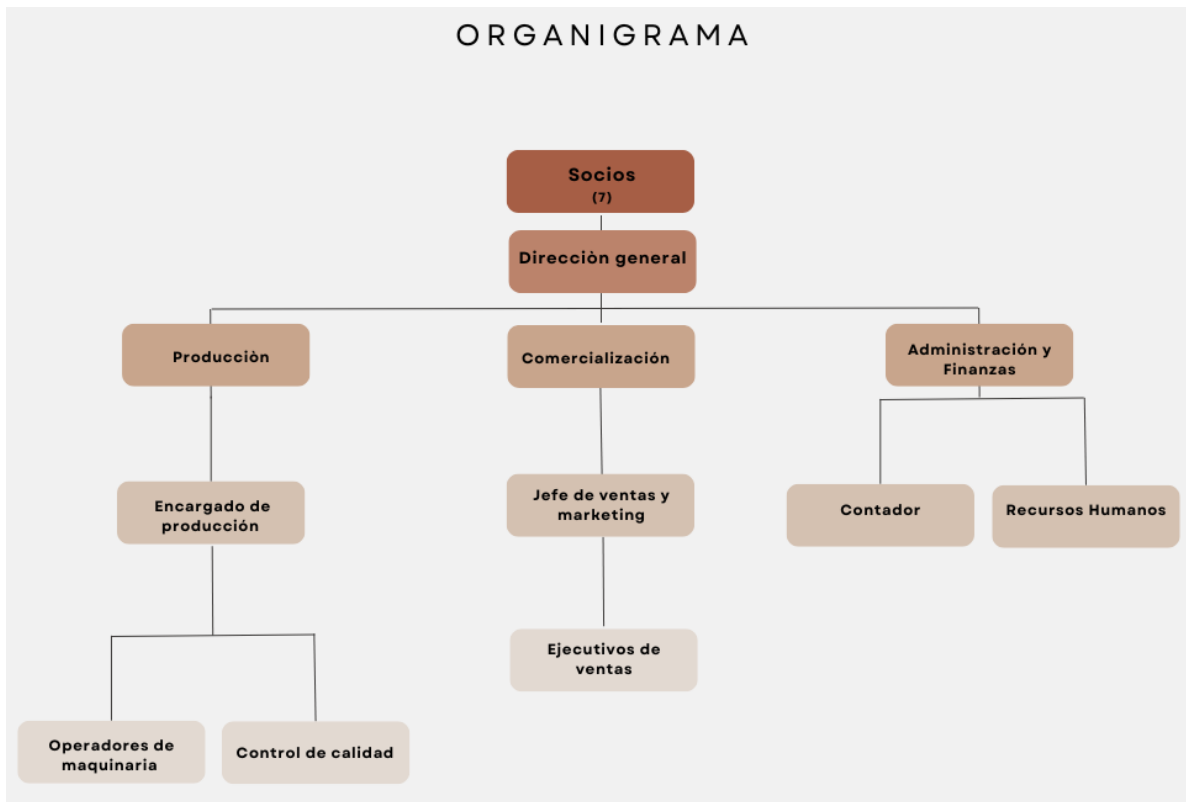 ORGANIGRAMA
Socios
(7)
Direcciòn general
Producciòn
Comercialización
Administración y
Finanzas
Encargado de
producción
Jefe de ventas y
marketing
Contador
Recursos Humanos
Ejecutivos de
ventas
Operadores de
maquinaria
Control de calidad